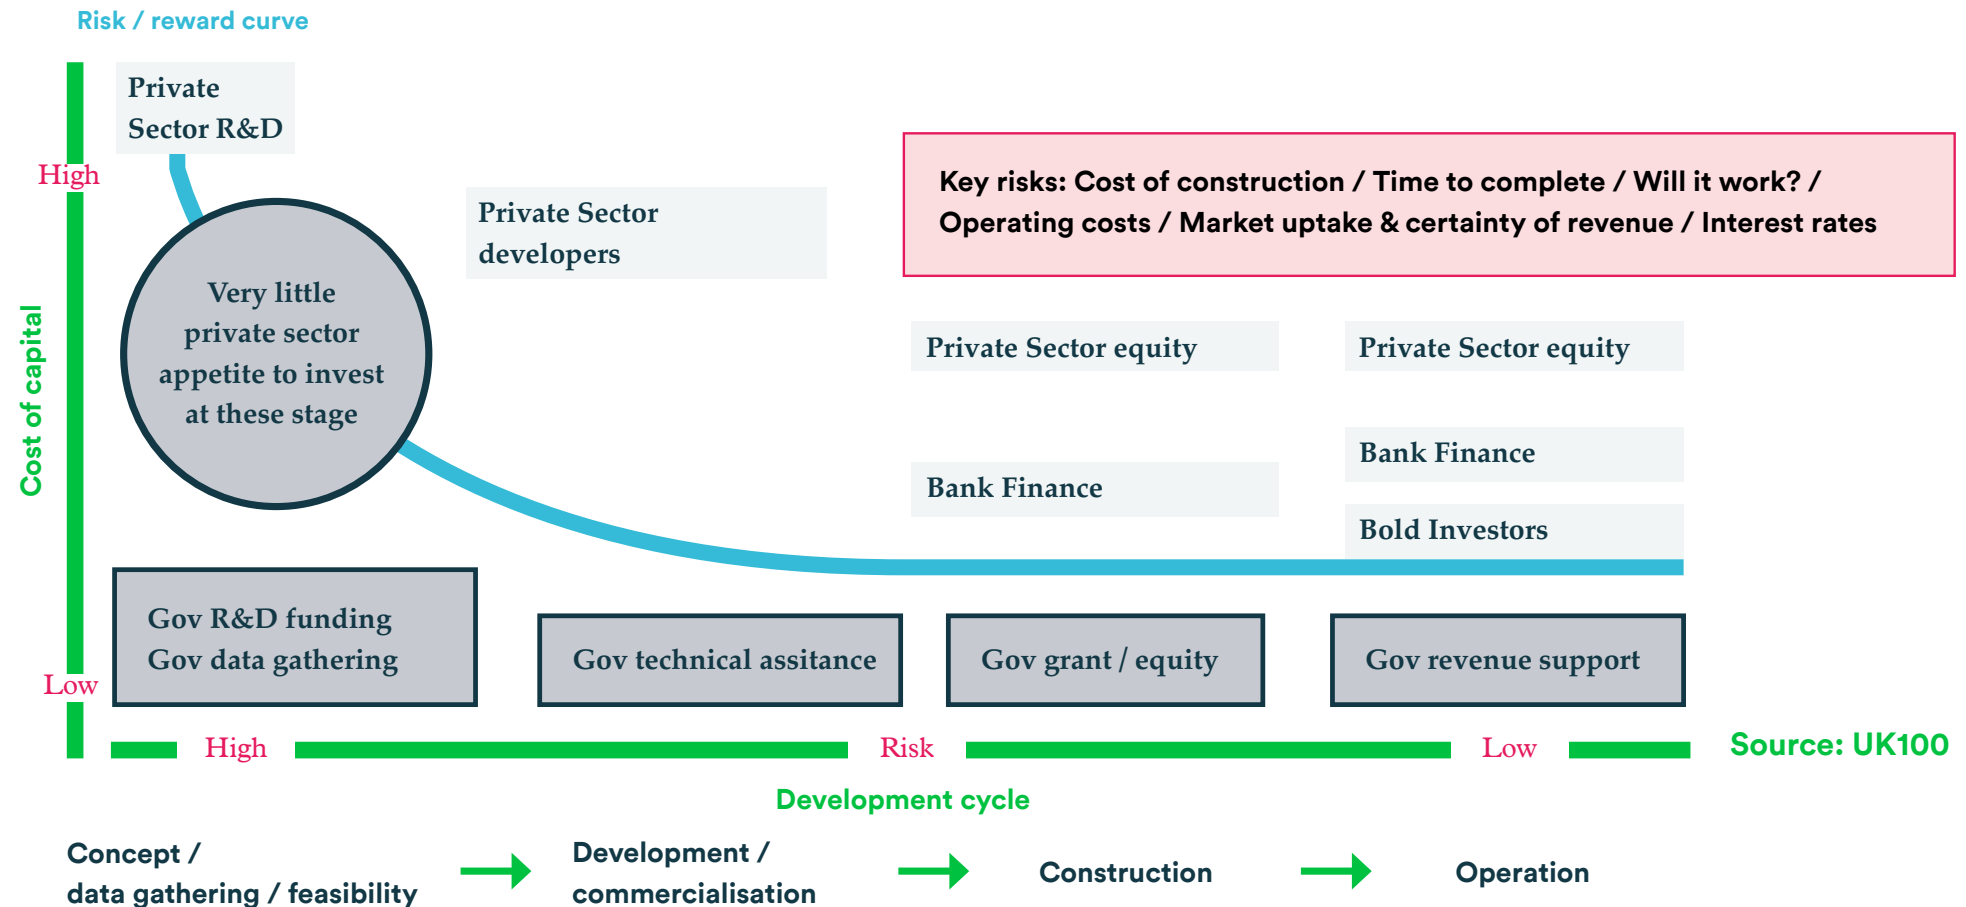 Risk / reward curve
Private
Sector R&D
High
Private Sector
developers
Key risks: Cost of construction / Time to complete / Will it work? /
Operating costs / Market uptake & certainty of revenue / Interest rates
Very little
private sector
appetite to invest
at these stage
Cost of capital
Private Sector equity
Private Sector equity
Bank Finance
Bank Finance
Bold Investors
Gov R&D funding
Gov data gathering
Gov technical assitance
Gov grant / equity
Gov revenue support
Low
High
Risk
Low
Source: UK100
Development cycle
Concept /
data gathering / feasibility
Development /
commercialisation
Construction
Operation